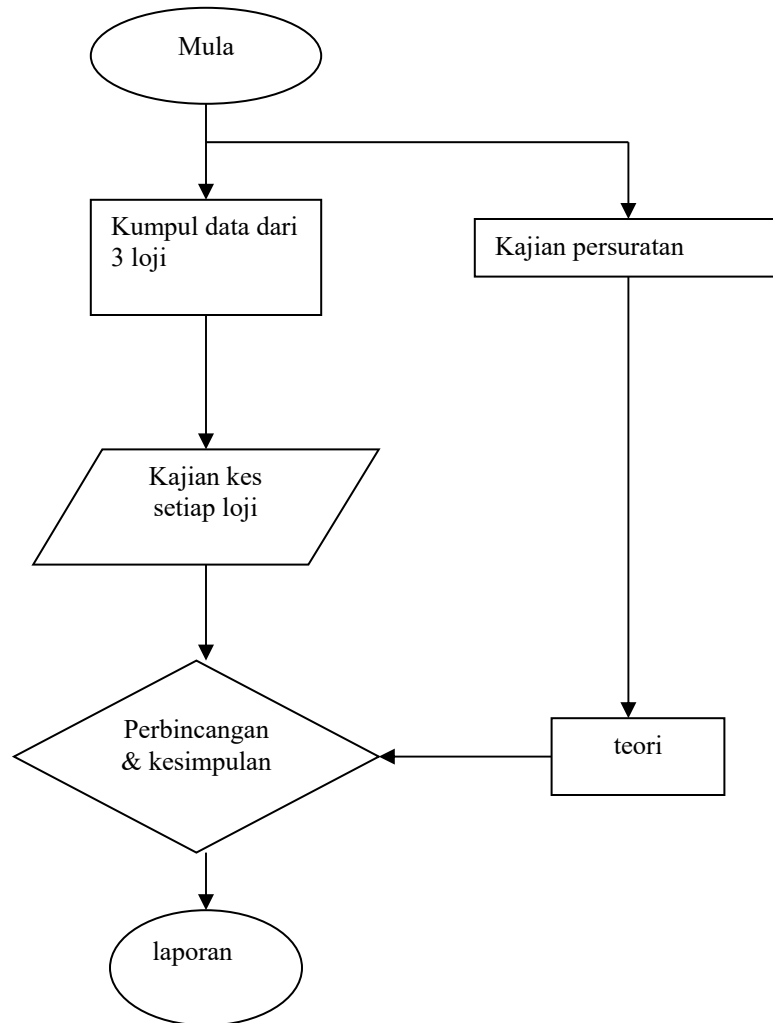 Mula
Kumpul data dari
3 loji
Kajian persuratan
Kajian kes
setiap loji
Perbincangan
& kesimpulan
teori
laporan